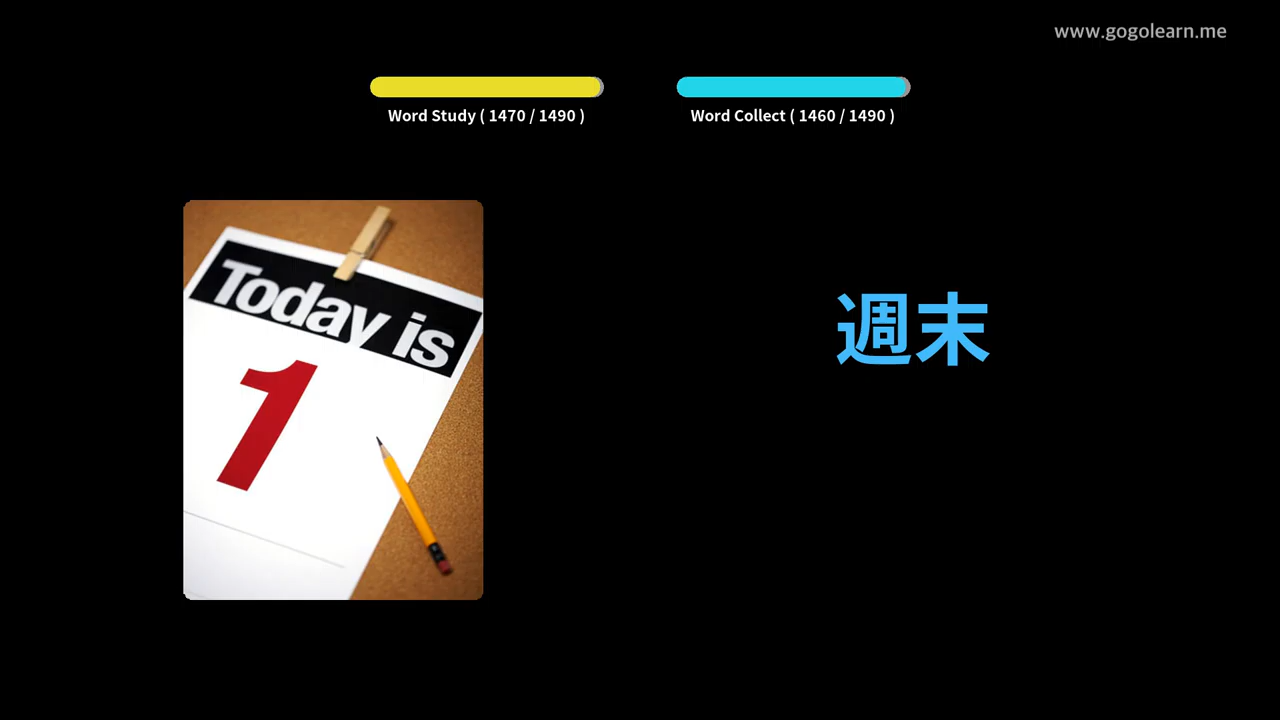 www.gogolearn.me
Word Study ( 1470 / 1490 )
Word Collect ( 1460 / 1490 )
Today is
1
週末